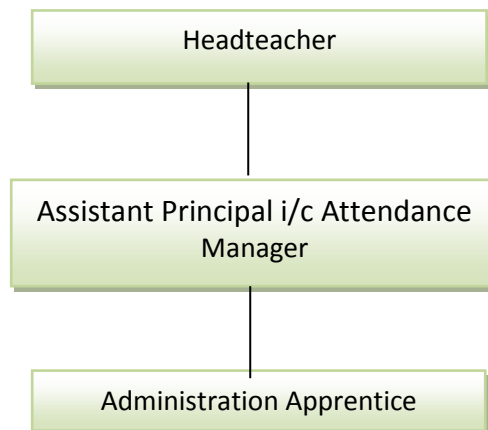 Headteacher
Assistant Principal i/c Attendance
Manager
Administration Apprentice